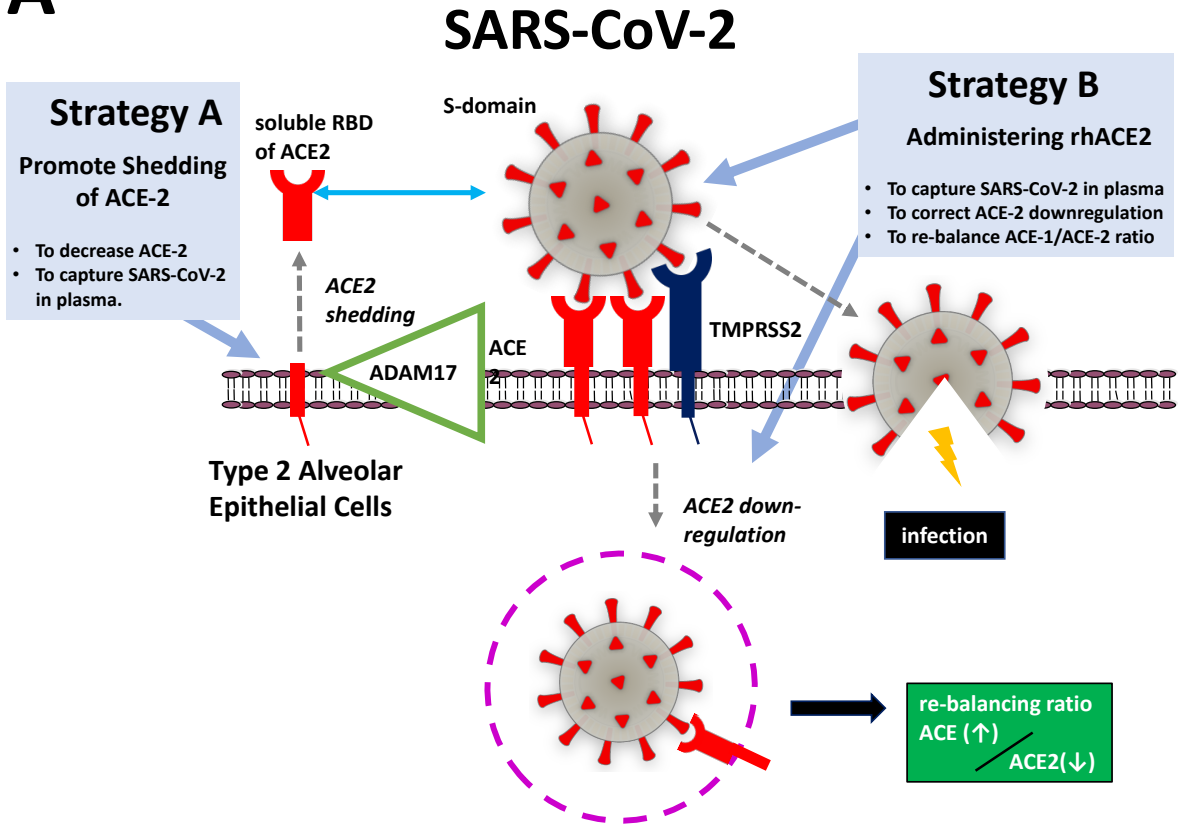 A
SARS-CoV-2
Strategy A
Promote Shedding
of ACE-2
• To decrease ACE-2
• To capture SARS-CoV-2
in plasma.
soluble RBD
of ACE2
S-domain
Strategy B
Administering rhACE2
• To capture SARS-CoV-2 in plasma
• To correct ACE-2 downregulation
• To re-balance ACE-1/ACE-2 ratio
ACE2
shedding
ADAM17
ACE
2
TMPRSS2
Type 2 Alveolar
Epithelial Cells
ACE2 down-
regulation
infection
re-balancing ratio
ACE (↑)
ACE2(↓)